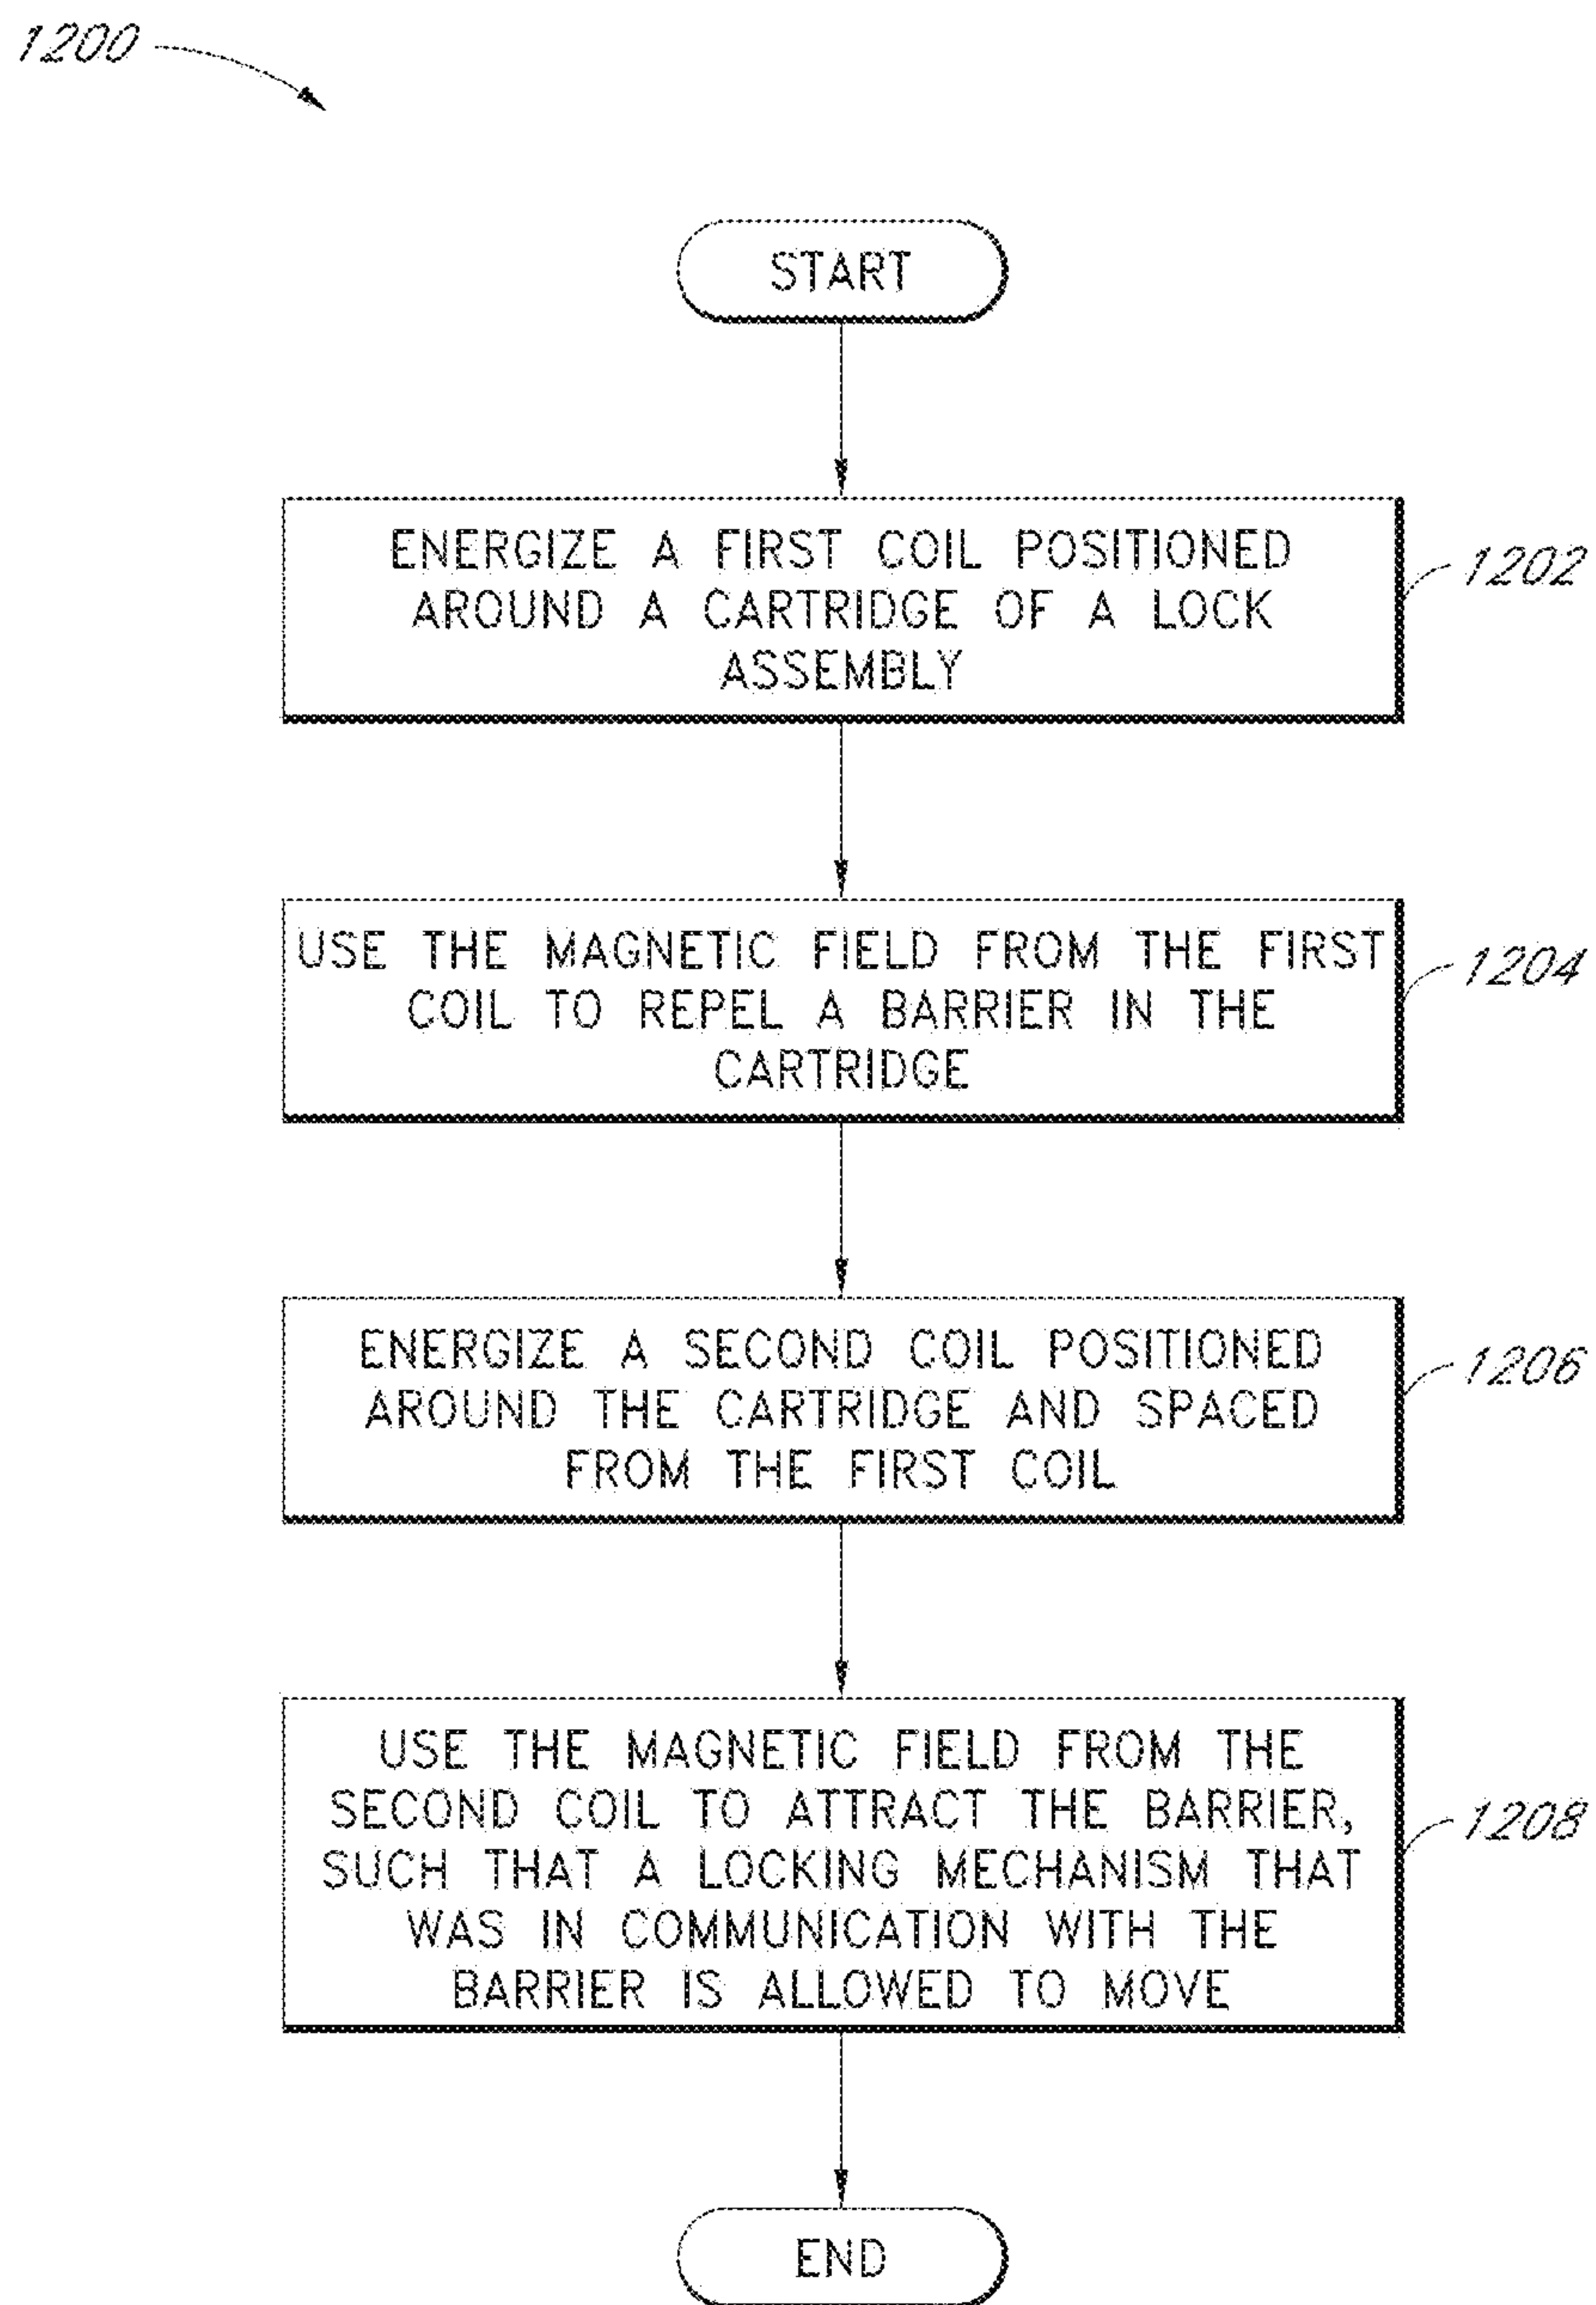 1200
START
ENERGIZE A FIRST COIL POSITIONED
AROUND A CARTRIDGE OF A LOCK
ASSEMBLY
1202
USE THE MAGNETIC FIELD FROM THE FIRST
COIL TO REPEL A BARRIER IN THE
CARTRIDGE
1204
ENERGIZE A SECOND COIL POSITIONED
AROUND THE CARTRIDGE AND SPACED
FROM THE FIRST COIL
1206
USE THE MAGNETIC FIELD FROM THE
SECOND COIL TO ATTRACT THE BARRIER,
SUCH THAT A LOCKING MECHANISM THAT
WAS IN COMMUNICATION WITH THE
BARRIER IS ALLOWED TO MOVE
1208
END